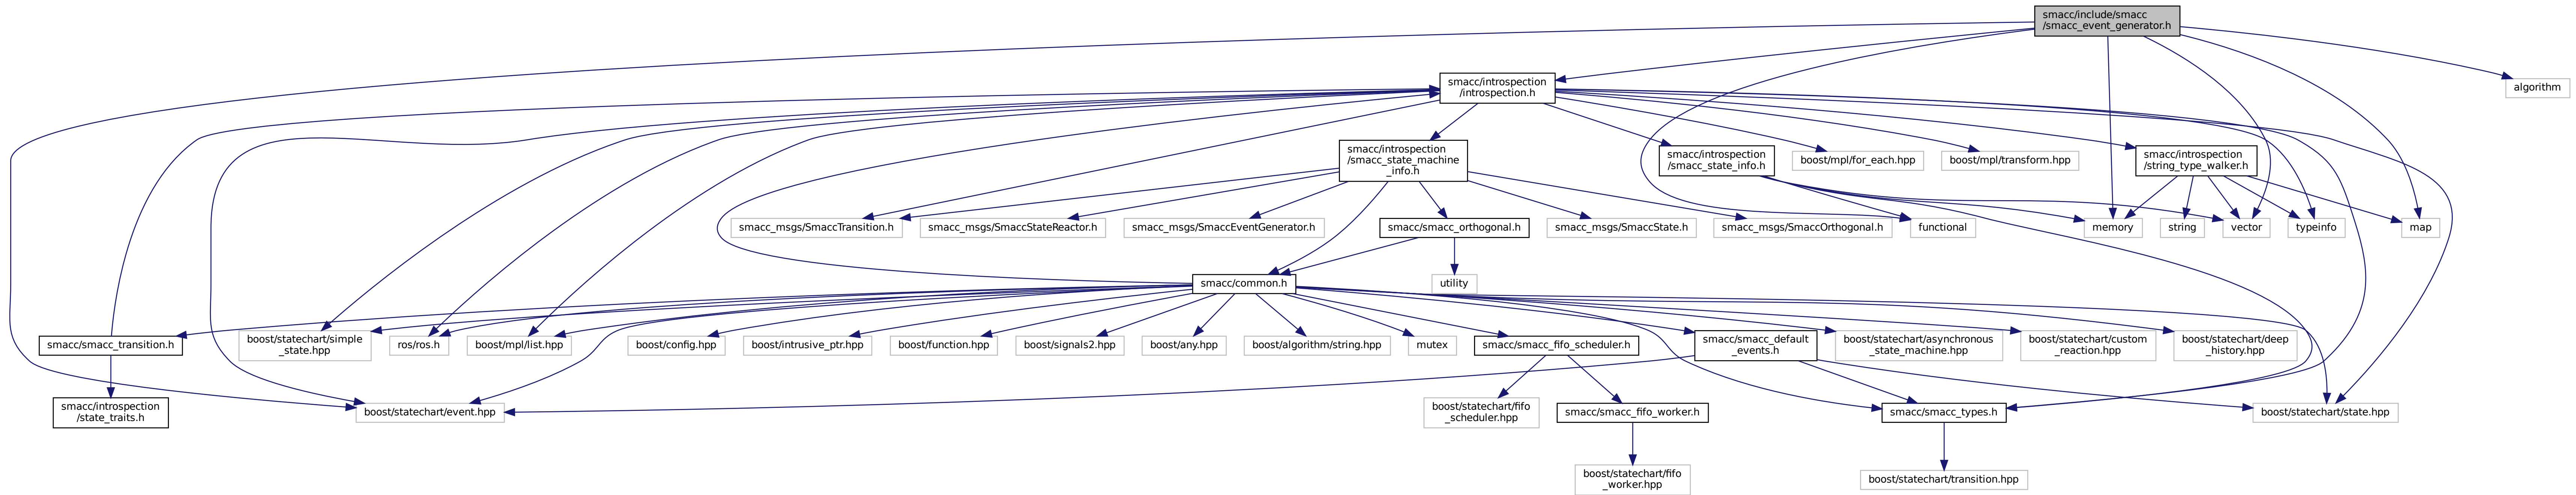 smacc/include/smacc
/smacc_event_generator.h
smacc/introspection
/introspection.h
algorithm
smacc/introspection
/smacc_state_machine
_info.h
smacc/introspection
/smacc_state_info.h
boost/mpl/for_each.hpp
boost/mpl/transform.hpp
smacc/introspection
/string_type_walker.h
smacc_msgs/SmaccTransition.h
smacc_msgs/SmaccStateReactor.h
smacc_msgs/SmaccEventGenerator.h
smacc/smacc_orthogonal.h
smacc_msgs/SmaccState.h
smacc_msgs/SmaccOrthogonal.h
functional
memory
string
vector
typeinfo
map
smacc/common.h
utility
smacc/smacc_transition.h
boost/statechart/simple
_state.hpp
ros/ros.h
boost/mpl/list.hpp
boost/config.hpp
boost/intrusive_ptr.hpp
boost/function.hpp
boost/signals2.hpp
boost/any.hpp
boost/algorithm/string.hpp
mutex
smacc/smacc_fifo_scheduler.h
smacc/smacc_default
_events.h
boost/statechart/asynchronous
_state_machine.hpp
boost/statechart/custom
_reaction.hpp
boost/statechart/deep
_history.hpp
smacc/introspection
/state_traits.h
boost/statechart/event.hpp
boost/statechart/fifo
_scheduler.hpp
smacc/smacc_fifo_worker.h
smacc/smacc_types.h
boost/statechart/state.hpp
boost/statechart/fifo
_worker.hpp
boost/statechart/transition.hpp